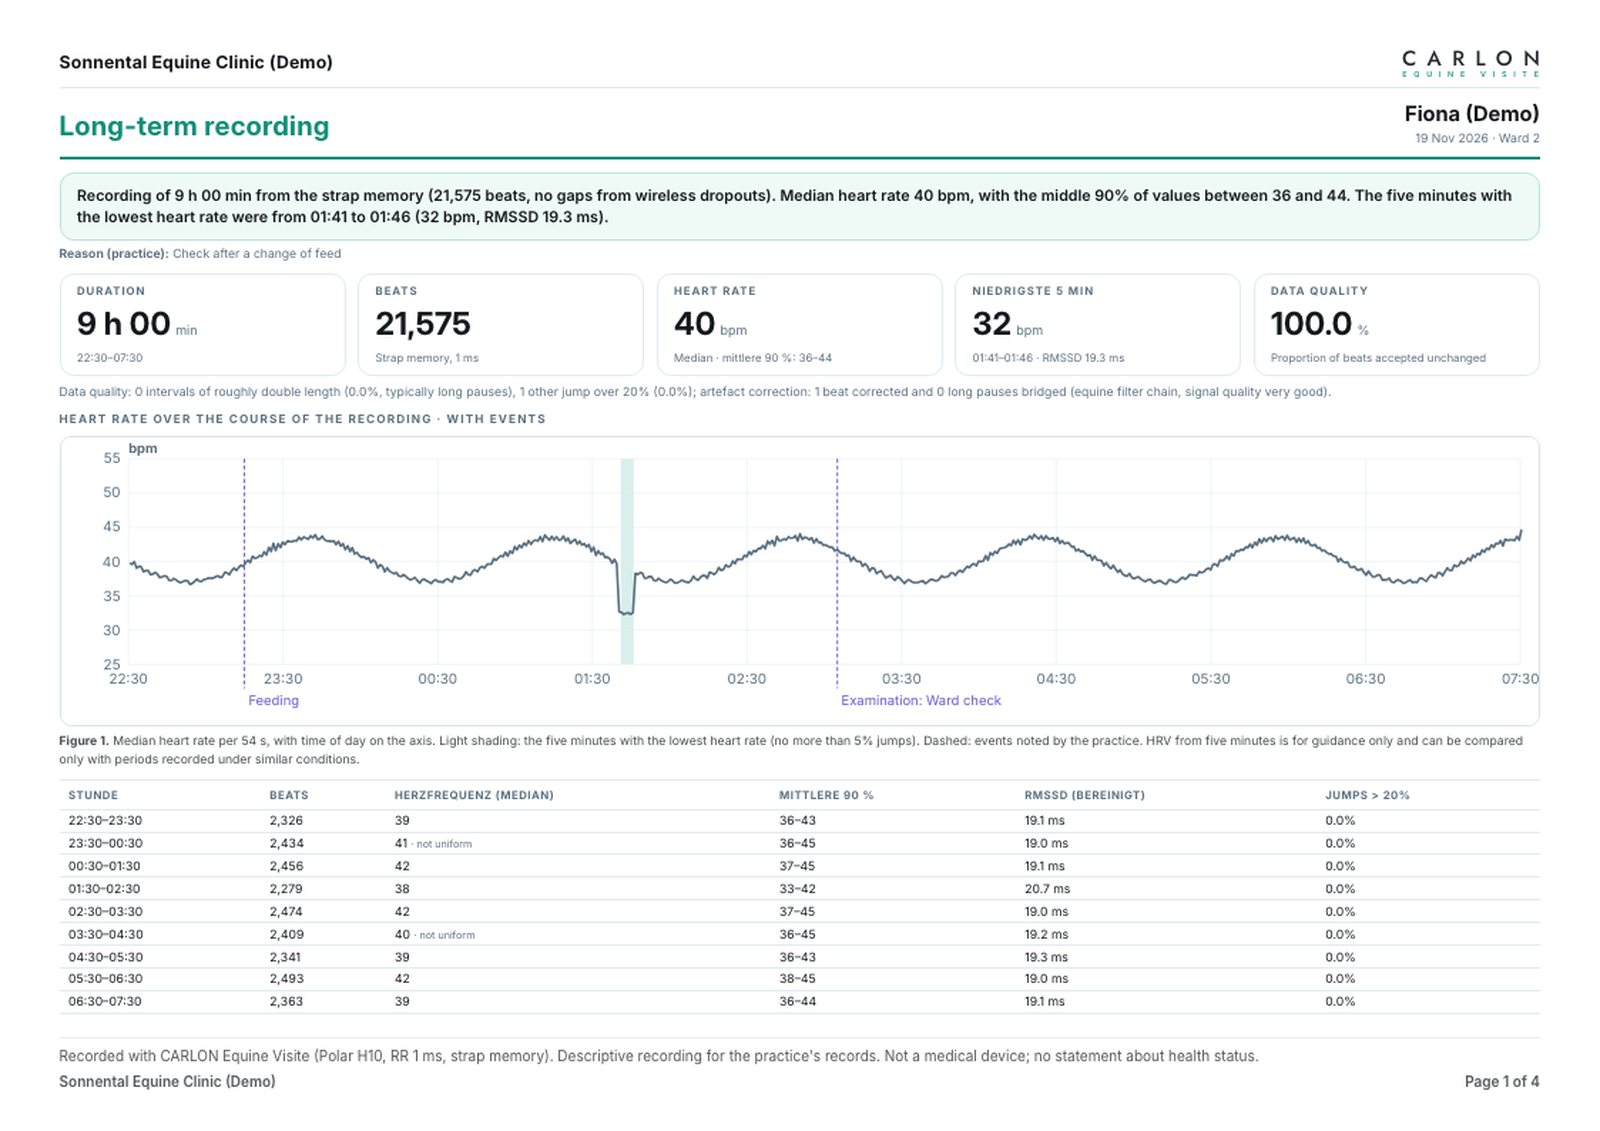 Sonnental Equine Clinic (Demo)
CARLON
EQUINE VISITE
Long-term recording
Fiona (Demo)
19 Nov 2026 · Ward 2
Recording of 9 h 00 min from the strap memory (21,575 beats, no gaps from wireless dropouts). Median heart rate 40 bpm, with the middle 90% of values between 36 and 44. The five minutes with
the lowest heart rate were from 01:41 to 01:46 (32 bpm, RMSSD 19.3 ms).
Reason (practice): Check after a change of feed
DURATION
9 h 00 min
22:30–07:30
BEATS
21,575
Strap memory, 1 ms
HEART RATE
40 bpm
Median · mittlere 90 %: 36–44
NIEDRIGSTE 5 MIN
32 bpm
01:41–01:46 · RMSSD 19.3 ms
DATA QUALITY
100.0 %
Proportion of beats accepted unchanged
Data quality: 0 intervals of roughly double length (0.0%, typically long pauses), 1 other jump over 20% (0.0%); artefact correction: 1 beat corrected and 0 long pauses bridged (equine filter chain, signal quality very good).
HEART RATE OVER THE COURSE OF THE RECORDING · WITH EVENTS
bpm
55
50
45
40
35
30
25
22:30 23:30 00:30 01:30 02:30 03:30 04:30 05:30 06:30 07:30
Feeding
Examination: Ward check
Figure 1. Median heart rate per 54 s, with time of day on the axis. Light shading: the five minutes with the lowest heart rate (no more than 5% jumps). Dashed: events noted by the practice. HRV from five minutes is for guidance only and can be compared
only with periods recorded under similar conditions.
STUNDE BEATS HERZFREQUENZ (MEDIAN) MITTLERE 90 % RMSSD (BEREINIGT) JUMPS > 20%
22:30–23:30 2,326 39 36–43 19.1 ms 0.0%
23:30–00:30 2,434 41 · not uniform 36–45 19.0 ms 0.0%
00:30–01:30 2,456 42 37–45 19.1 ms 0.0%
01:30–02:30 2,279 38 33–42 20.7 ms 0.0%
02:30–03:30 2,474 42 37–45 19.0 ms 0.0%
03:30–04:30 2,409 40 · not uniform 36–45 19.2 ms 0.0%
04:30–05:30 2,341 39 36–43 19.3 ms 0.0%
05:30–06:30 2,493 42 38–45 19.0 ms 0.0%
06:30–07:30 2,363 39 36–44 19.1 ms 0.0%
Recorded with CARLON Equine Visite (Polar H10, RR 1 ms, strap memory). Descriptive recording for the practice's records. Not a medical device; no statement about health status.
Sonnental Equine Clinic (Demo)
Page 1 of 4